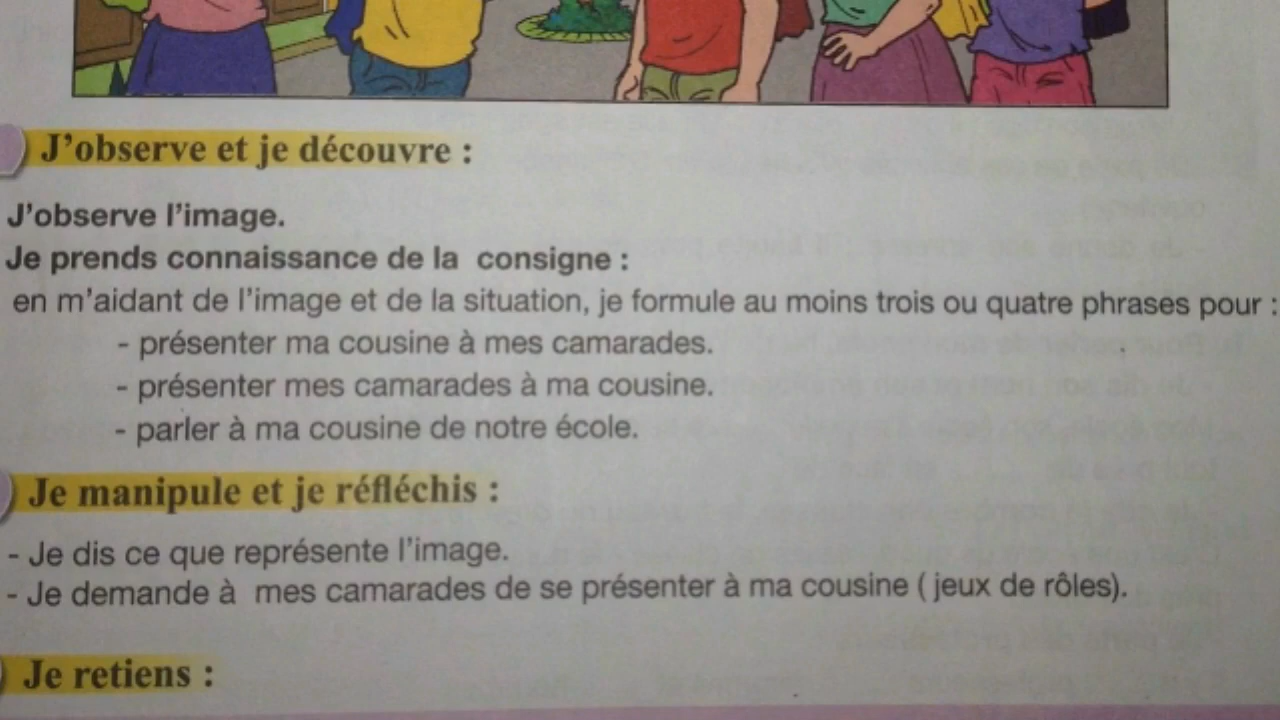 J'observe et je découvre :
J'observe l'image.
Je prends connaissance de la consigne :
en m'aidant de l'image et de la situation, je formule au moins trois ou quatre phrases pour :
- présenter ma cousine à mes camarades.
- présenter mes camarades à ma cousine.
- parler à ma cousine de notre école.
Je manipule et je réfléchis :
- Je dis ce que représente l'image.
- Je demande à mes camarades de se présenter à ma cousine ( jeux de rôles).
Je retiens :